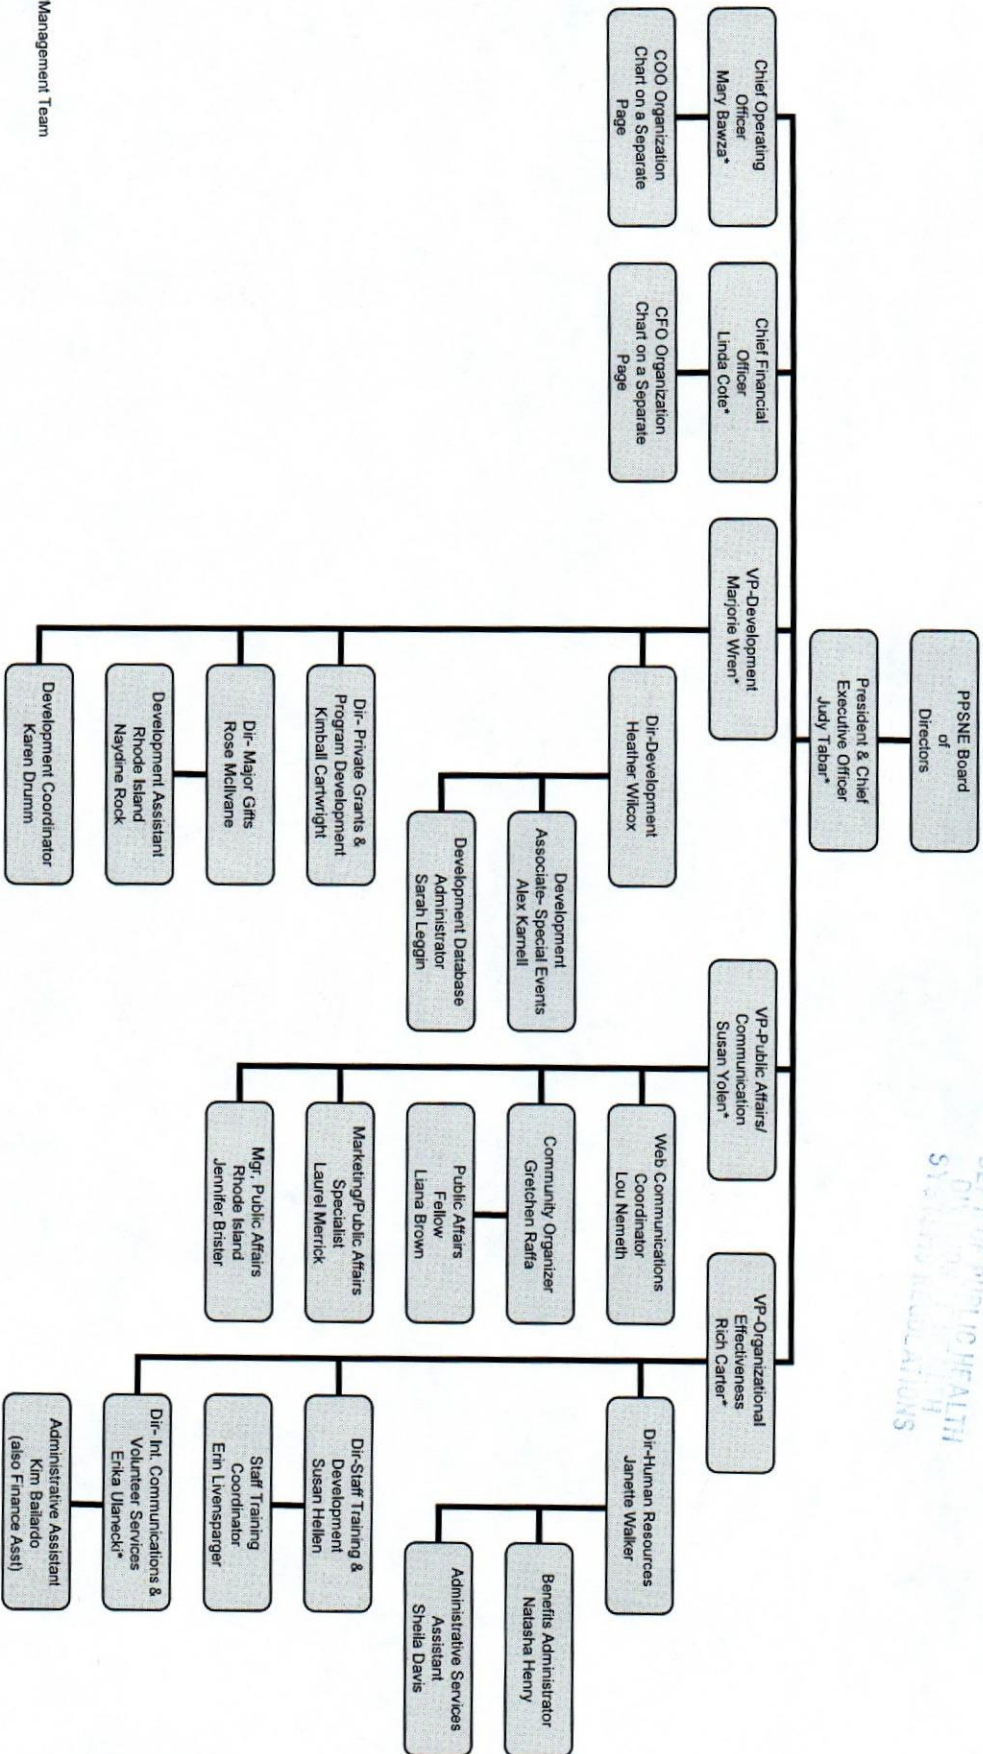 PPSNE Board
of
Directors
President & Chief
Executive Officer
Judy Tabar*
Chief Operating
Officer
Mary Bawza*
COO Organization
Chart on a Separate
Page
Chief Financial
Officer
Linda Cote*
CFO Organization
Chart on a Separate
Page
VP-Development
Marjorie Wren*
Dir-Development
Heather Wilcox
Development
Associate- Special Events
Alex Karnell
Development Database
Administrator
Sarah Leggin
Dir- Private Grants &
Program Development
Kimball Cartwright
Dir- Major Gifts
Rose McIlvane
Development Assistant
Rhode Island
Naydine Rock
Development Coordinator
Karen Drumm
VP-Public Affairs/
Communication
Susan Yolen*
Web Communications
Coordinator
Lou Nemeth
Community Organizer
Gretchen Raffa
Public Affairs
Fellow
Liana Brown
Marketing/Public Affairs
Specialist
Laurel Merrick
Mgr. Public Affairs
Rhode Island
Jennifer Brister
VP-Organizational
Effectiveness
Rich Carter*
Dir-Human Resources
Janette Walker
Benefits Administrator
Natasha Henry
Administrative Services
Assistant
Sheila Davis
Dir-Staff Training &
Development
Susan Hellen
Staff Training
Coordinator
Erin Livensparger
Dir- Int. Communications &
Volunteer Services
Erika Ulanecki*
Administrative Assistant
Kim Bailardo
(also Finance Asst)
Management Team
PUBLIC HEALTH
REGULATIONS